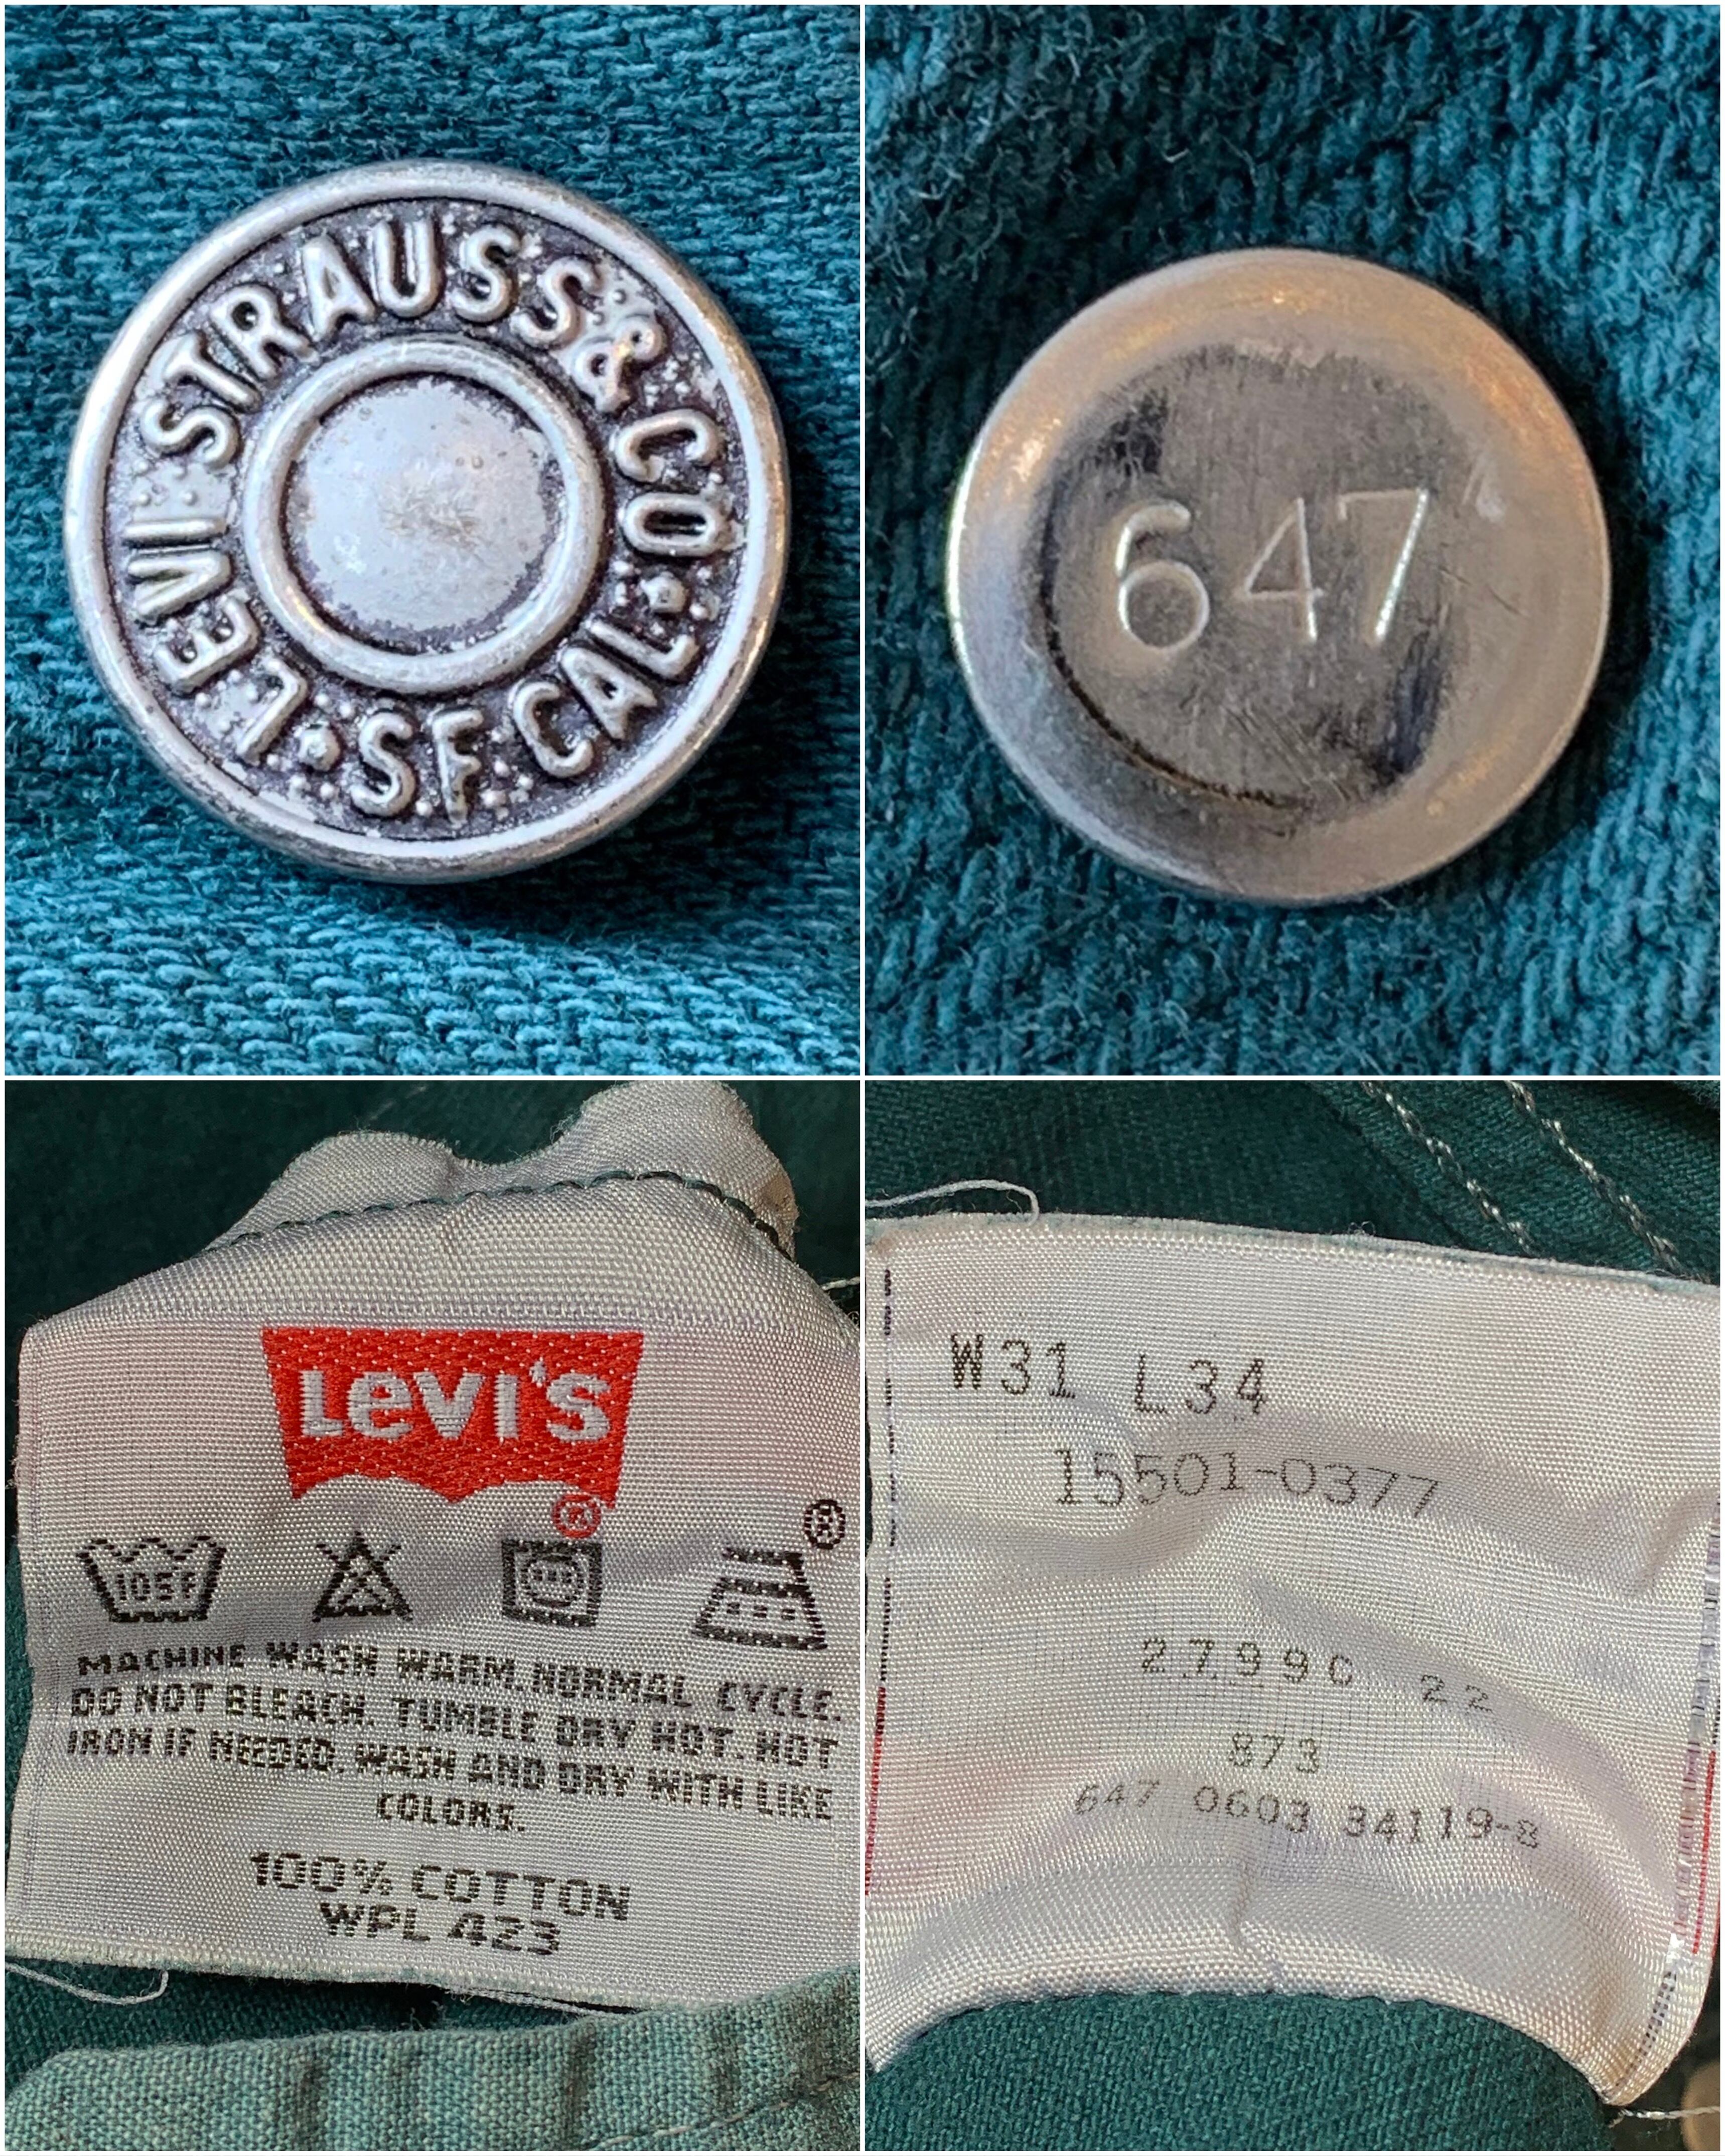 LEVI STRAUSS & CO • SF CAL •
647
LEVI'S
®
®
105F
MACHINE WASH WARM. NORMAL CYCLE.
DO NOT BLEACH. TUMBLE DRY HOT. HOT
IRON IF NEEDED. WASH AND DRY WITH LIKE
COLORS.
100% COTTON
WPL 423
W31 L34
15501-0377
27990 22
873
647 0603 34119-8